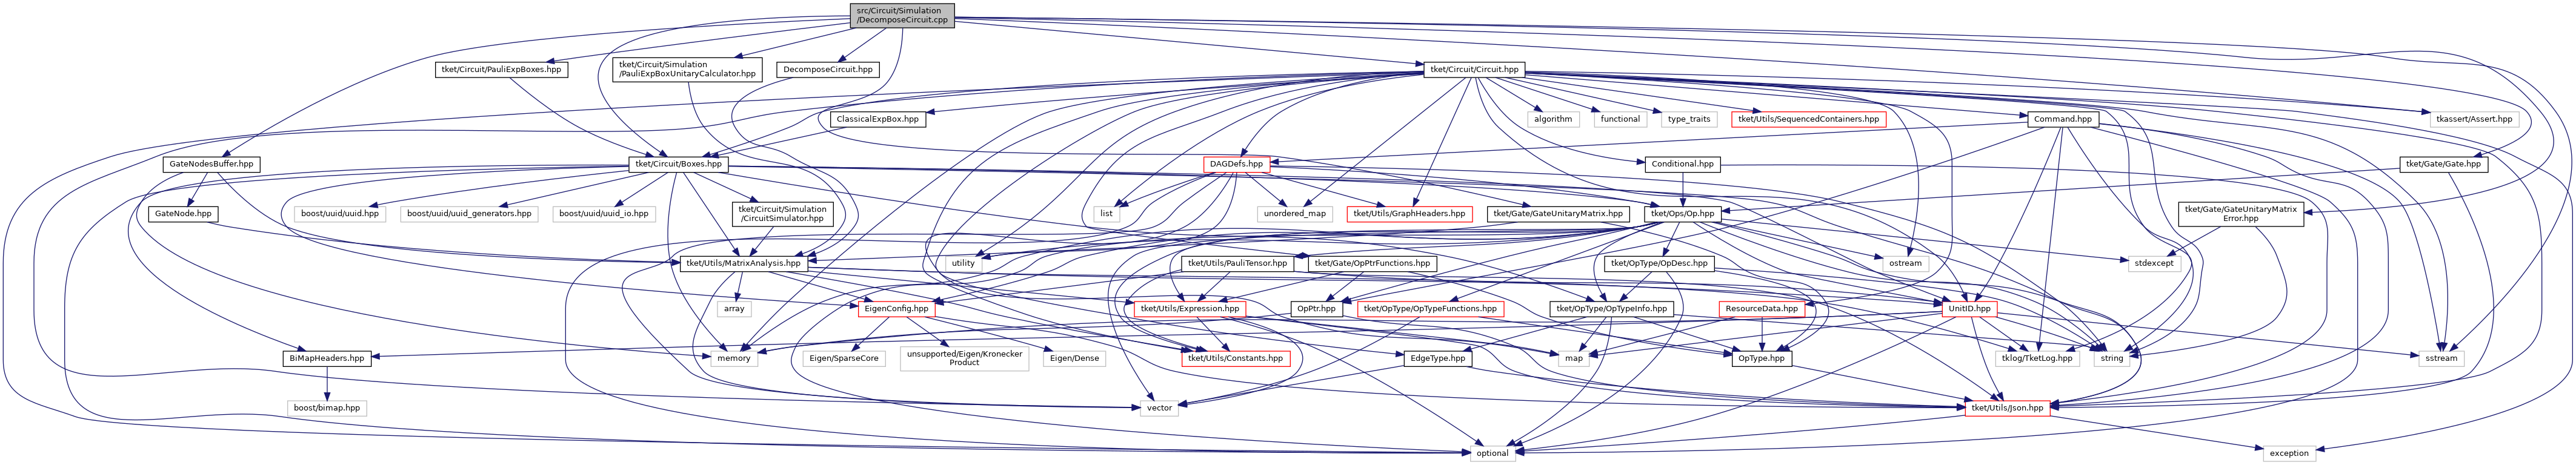 src/Circuit/Simulation
/DecomposeCircuit.cpp
tket/Circuit/PauliExpBoxes.hpp
tket/Circuit/Simulation
/PauliExpBoxUnitaryCalculator.hpp
DecomposeCircuit.hpp
tket/Circuit/Circuit.hpp
ClassicalExpBox.hpp
algorithm
functional
type_traits
tket/Utils/SequencedContainers.hpp
Command.hpp
tkassert/Assert.hpp
GateNodesBuffer.hpp
tket/Circuit/Boxes.hpp
DAGDefs.hpp
Conditional.hpp
tket/Gate/Gate.hpp
GateNode.hpp
boost/uuid/uuid.hpp
boost/uuid/uuid_generators.hpp
boost/uuid/uuid_io.hpp
tket/Circuit/Simulation
/CircuitSimulator.hpp
list
unordered_map
tket/Utils/GraphHeaders.hpp
tket/Gate/GateUnitaryMatrix.hpp
tket/Ops/Op.hpp
tket/Gate/GateUnitaryMatrix
Error.hpp
tket/Utils/MatrixAnalysis.hpp
utility
tket/Utils/PauliTensor.hpp
tket/Gate/OpPtrFunctions.hpp
tket/OpType/OpDesc.hpp
ostream
stdexcept
array
EigenConfig.hpp
tket/Utils/Expression.hpp
OpPtr.hpp
tket/OpType/OpTypeFunctions.hpp
tket/OpType/OpTypeInfo.hpp
ResourceData.hpp
UnitID.hpp
BiMapHeaders.hpp
memory
Eigen/SparseCore
unsupported/Eigen/Kronecker
Product
Eigen/Dense
tket/Utils/Constants.hpp
EdgeType.hpp
map
OpType.hpp
tklog/TketLog.hpp
string
sstream
boost/bimap.hpp
vector
tket/Utils/Json.hpp
optional
exception